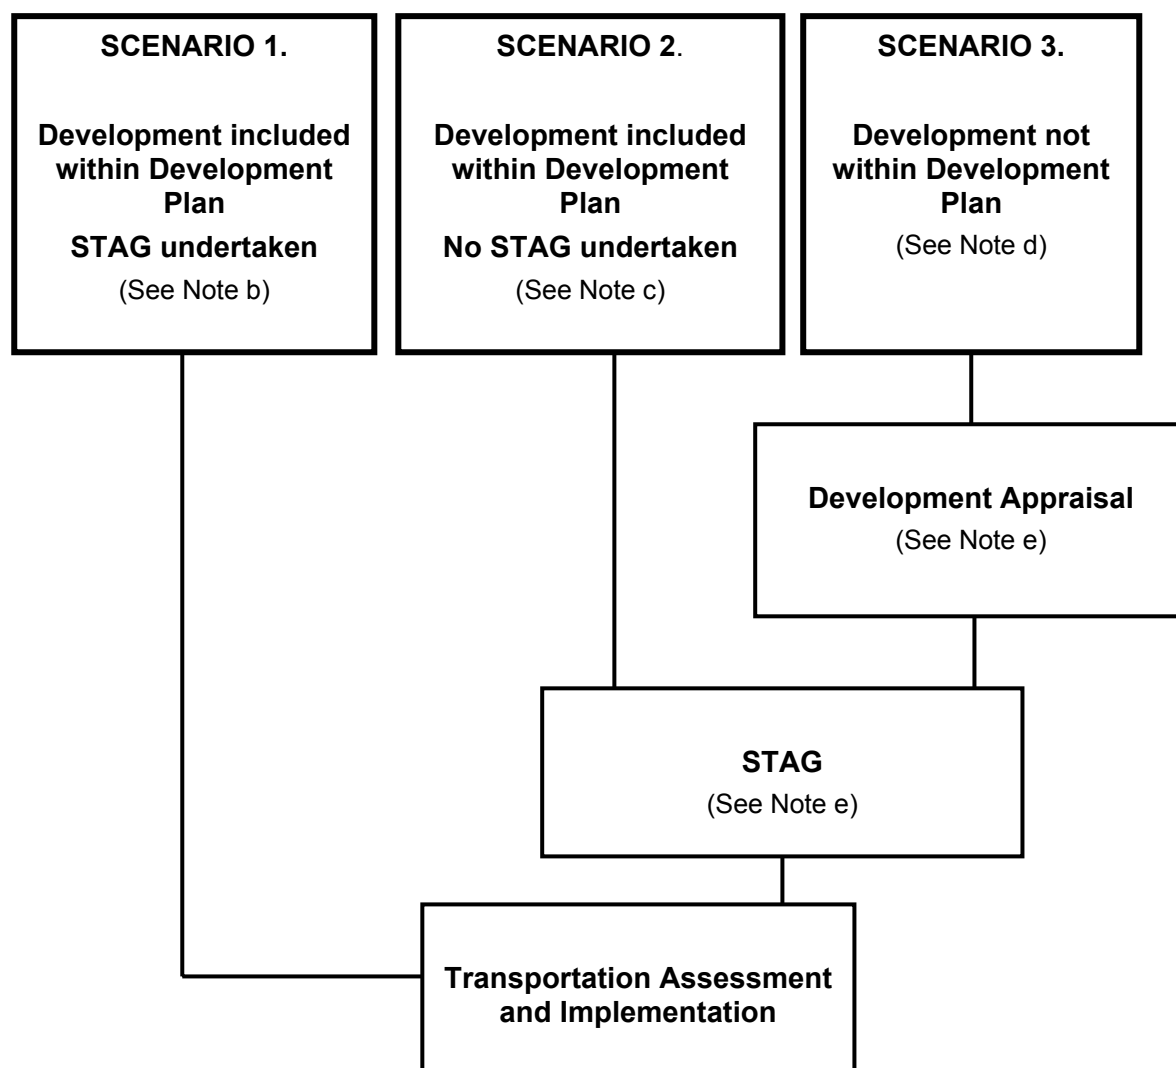 SCENARIO 1.
Development included
within Development
Plan
STAG undertaken
(See Note b)
SCENARIO 2.
Development included
within Development
Plan
No STAG undertaken
(See Note c)
SCENARIO 3.
Development not
within Development
Plan
(See Note d)
Development Appraisal
(See Note e)
STAG
(See Note e)
Transportation Assessment
and Implementation